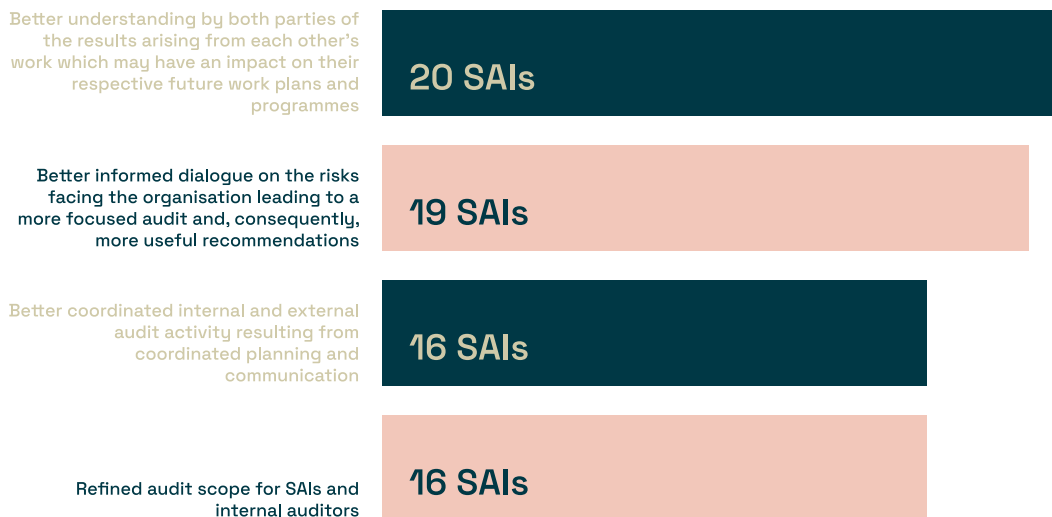 Better understanding by both parties of
the results arising from each other's
work which may have an impact on their
respective future work plans and
programmes
20 SAIs
Better informed dialogue on the risks
facing the organisation leading to a
more focused audit and, consequently,
more useful recommendations
19 SAIs
Better coordinated internal and external
audit activity resulting from
coordinated planning and
communication
16 SAIs
Refined audit scope for SAIs and
internal auditors
16 SAIs